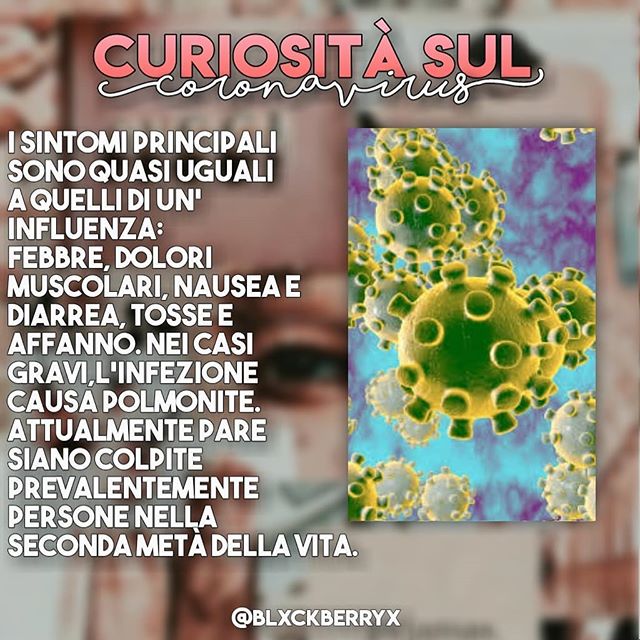 CURIOSITÀ SUL
coronavirus
I SINTOMI PRINCIPALI
SONO QUASI UGUALI
A QUELLI DI UN'
INFLUENZA:
FEBBRE, DOLORI
MUSCOLARI, NAUSEA E
DIARREA, TOSSE E
AFFANNO. NEI CASI
GRAVI,L'INFEZIONE
CAUSA POLMONITE.
ATTUALMENTE PARE
SIANO COLPITE
PREVALENTEMENTE
PERSONE NELLA
SECONDA METÀ DELLA VITA.
@BLXCKBERRYX